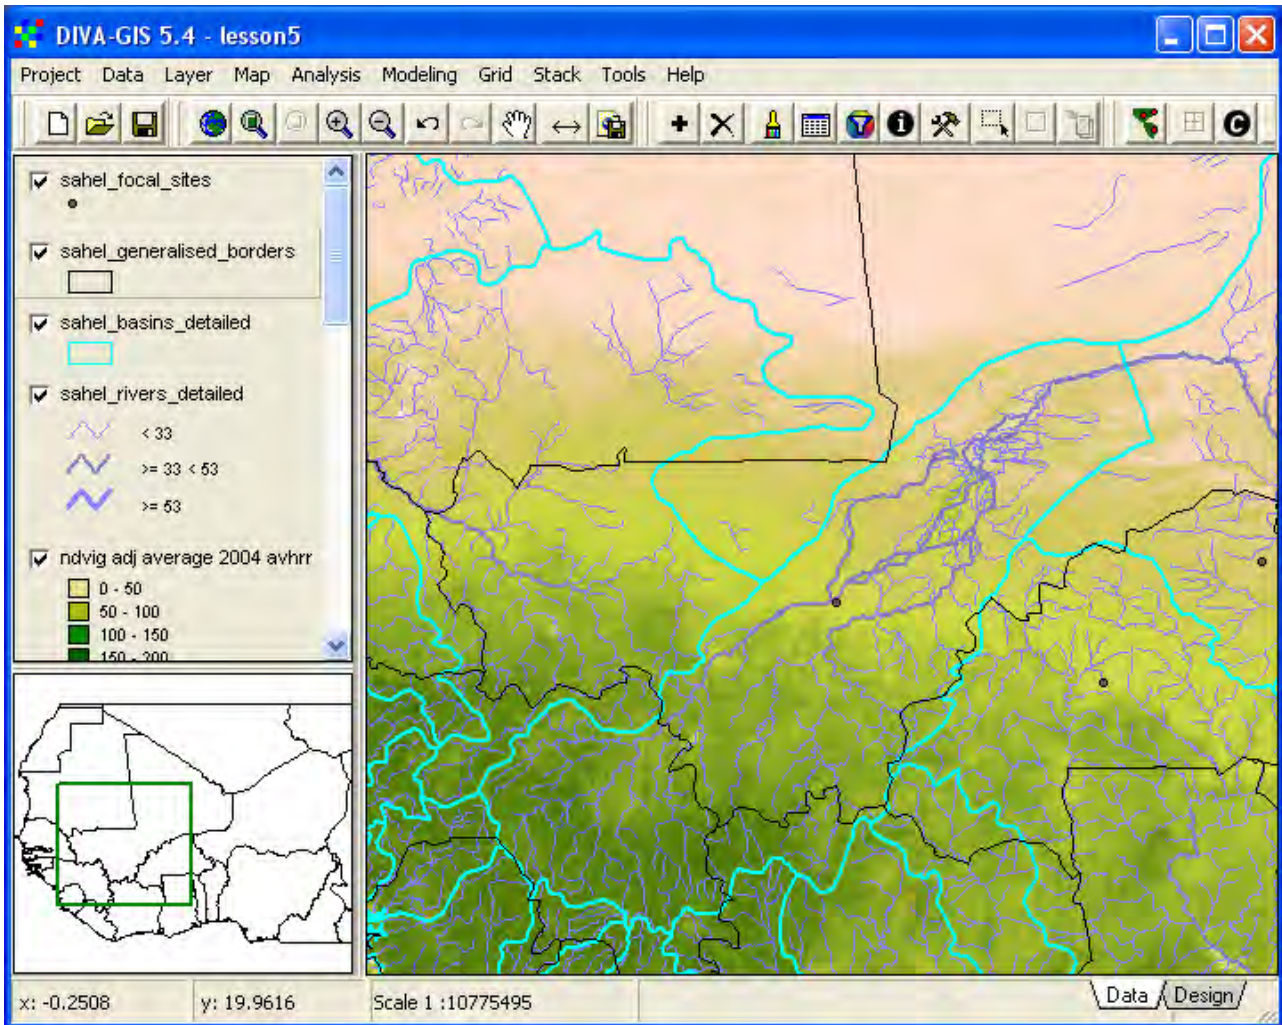 DIVA-GIS 5.4 - lesson5
Project Data Layer Map Analysis Modeling Grid Stack Tools Help
sahel_focal_sites
sahel_generalised_borders
sahel_basins_detailed
sahel_rivers_detailed
< 33
>= 33 < 53
>= 53
ndvig adj average 2004 avhrr
0 - 50
50 - 100
100 - 150
150 - 200
x: -0.2508 y: 19.9616 Scale 1 :10775495 Data Design